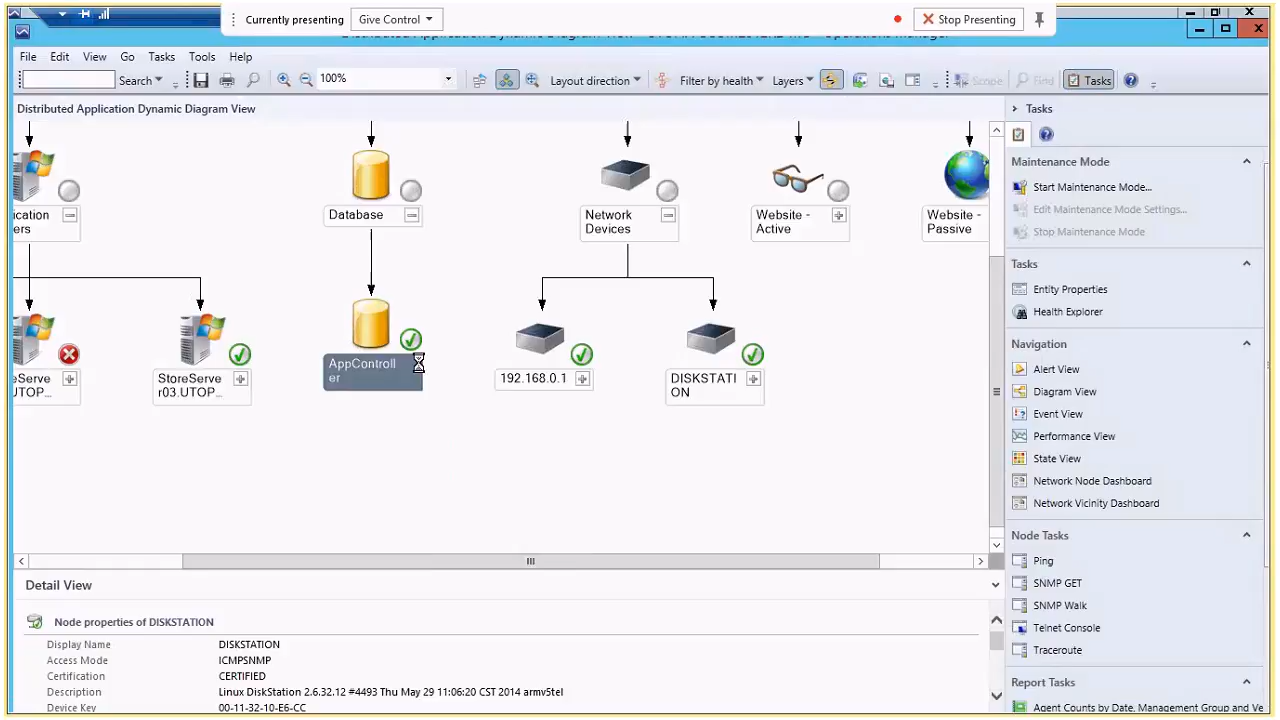 Currently presenting
Give Control
Stop Presenting
File Edit View Go Tasks Tools Help
Search
100%
Layout direction
Filter by health
Layers
Scope
Find
Tasks
Distributed Application Dynamic Diagram View
Database
Network
Devices
Website -
Active
Website -
Passive
StoreServe
r03.UTOP...
AppControll
er
192.168.0.1
DISKSTATI
ON
Detail View
Node properties of DISKSTATION
Display Name DISKSTATION
Access Mode ICMPSNMP
Certification CERTIFIED
Description Linux DiskStation 2.6.32.12 #4493 Thu May 29 11:06:20 CST 2014 armv5tel
Device Key 00-11-32-10-E6-CC
Tasks
Maintenance Mode
Start Maintenance Mode...
Edit Maintenance Mode Settings...
Stop Maintenance Mode
Tasks
Entity Properties
Health Explorer
Navigation
Alert View
Diagram View
Event View
Performance View
State View
Network Node Dashboard
Network Vicinity Dashboard
Node Tasks
Ping
SNMP GET
SNMP Walk
Telnet Console
Traceroute
Report Tasks
Agent Counts by Date, Management Group and Ve